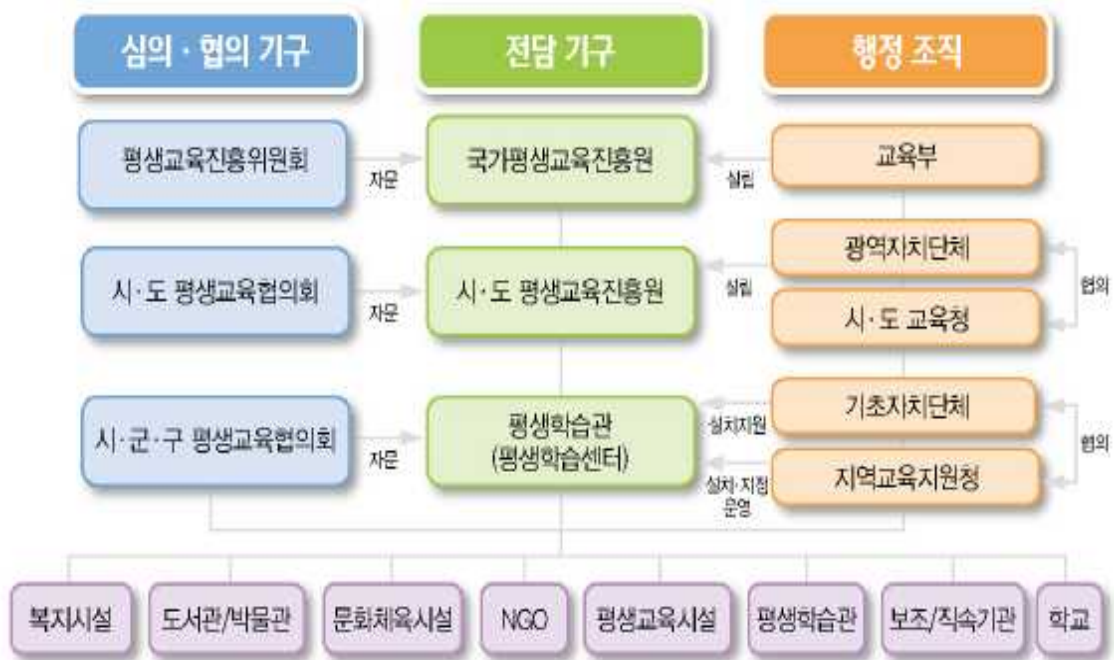 심의·협의 기구
전담 기구
행정 조직
평생교육진흥위원회
자문
국가평생교육진흥원
설립
교육부
시·도 평생교육협의회
자문
시·도 평생교육진흥원
설립
광역자치단체
시·도 교육청
협의
시·군·구 평생교육협의회
자문
평생학습관
(평생학습센터)
설치지원
기초자치단체
설치·지정
운영
지역교육지원청
협의
복지시설
도서관/박물관
문화체육시설
NGO
평생교육시설
평생학습관
보조/직속기관
학교